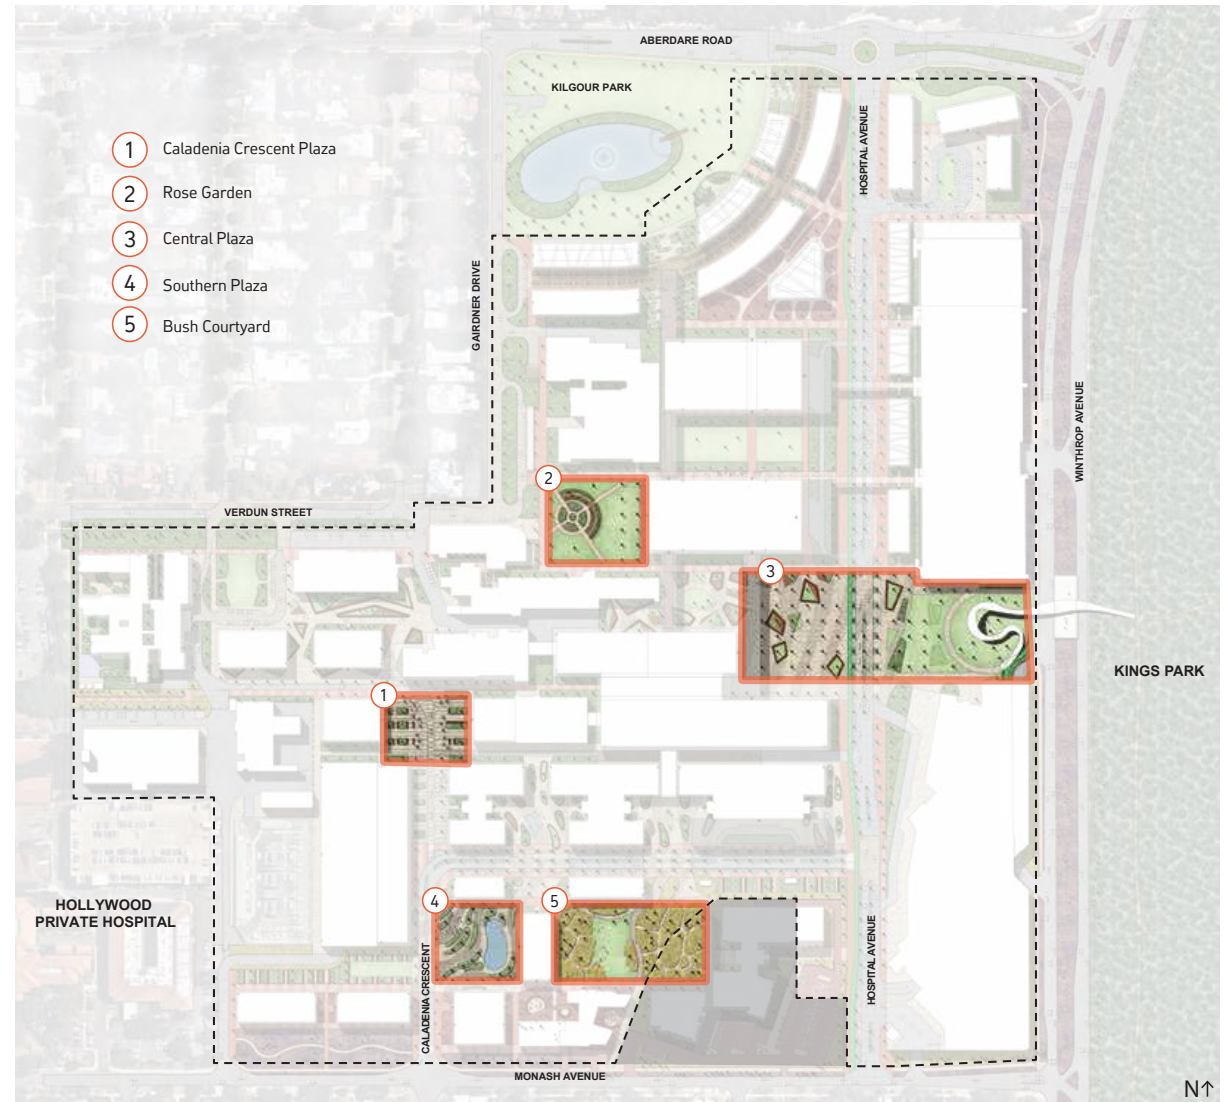 ABERDARE ROAD
KILGOUR PARK
HOSPITAL AVENUE
1 Caladenia Crescent Plaza
2 Rose Garden
3 Central Plaza
4 Southern Plaza
5 Bush Courtyard
GAIRDNER DRIVE
WINTHROP AVENUE
2
VERDUN STREET
3
KINGS PARK
1
HOLLYWOOD
PRIVATE HOSPITAL
4
5
CALADENIA CRESCENT
HOSPITAL AVENUE
MONASH AVENUE
N↑